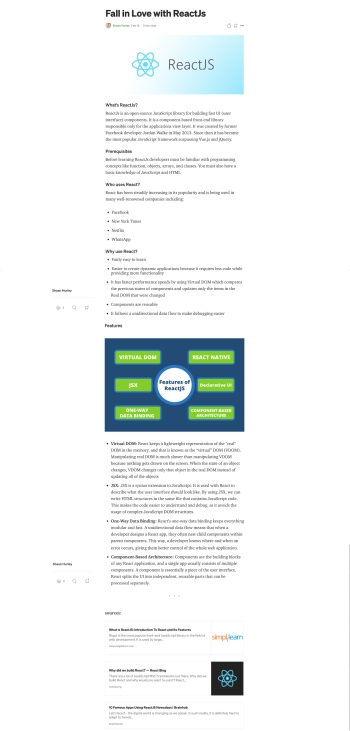 Fall in Love with ReactJs
ReactJS
What's ReactJs?
ReactJs is an open-source JavaScript library for building fast UI (user
interface) components. It is a component based front-end library
responsible only for the application's view layer. It was created by former
Facebook developer Jordan Walke in May 2013. Since then it has become
the most popular JavaScript framework surpassing Vue.js and jQuery.
Prerequisites
Before learning ReactJs developers must be familiar with programming
concepts like function, objects, arrays, and classes. You must also have a
basic knowledge of JavaScript and HTML.
Who uses React?
React has been steadily increasing in its popularity and is being used in
many well-renowned companies including:
Facebook
New York Times
Netflix
WhatsApp
Why use React?
Fairly easy to learn
Easier to create dynamic applications because it requires less code while
providing more functionality
It has faster performance speeds by using Virtual DOM which compares
the previous states of components and updates only the items in the
Real DOM that were changed
Components are reusable
It follows a unidirectional data flow to make debugging easier
Features
VIRTUAL DOM
REACT NATIVE
JSX
Features of
ReactJS
Declarative UI
ONE-WAY
DATA BINDING
COMPONENT-BASED
ARCHITECTURE
Virtual DOM: React keeps a lightweight representation of the "real"
DOM in the memory, and that is known as the "virtual" DOM (VDOM).
Manipulating real DOM is much slower than manipulating VDOM
because nothing gets drawn on the screen. When the state of an object
changes, VDOM changes only that object in the real DOM instead of
updating all of the objects
JSX: JSX is a syntax extension to JavaScript. It is used with React to
describe what the user interface should look like. By using JSX, we can
write HTML structures in the same file that contains JavaScript code.
This makes the code easier to understand and debug, as it avoids the
usage of complex JavaScript DOM structures.
One-Way Data Binding: React's one-way data binding keeps everything
modular and fast. A unidirectional data flow means that when a
developer designs a React app, they often nest child components within
parent components. This way, a developer knows where and when an
error occurs, giving them better control of the whole web application.
Components-Based Architecture: Components are the building blocks
of any React application, and a single app usually consists of multiple
components. A component is essentially a piece of the user interface.
React splits the UI into independent, reusable parts that can be
processed separately.
What is React JS Introduction To React and Its Features
simplilearn
Why did we build React? — React Blog
10 Famous Apps Using ReactJS Nowadays | Brainhub